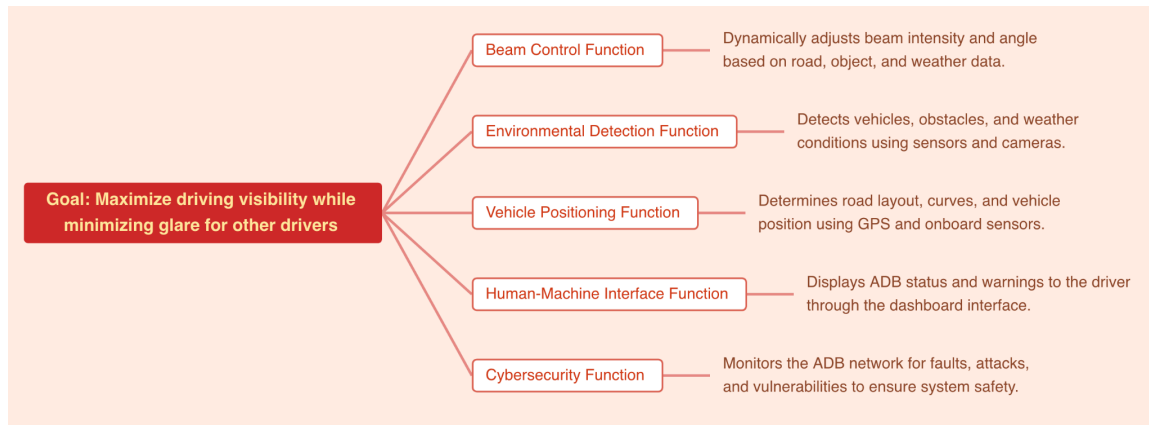 Goal: Maximize driving visibility while
minimizing glare for other drivers
Beam Control Function
Dynamically adjusts beam intensity and angle
based on road, object, and weather data.
Environmental Detection Function
Detects vehicles, obstacles, and weather
conditions using sensors and cameras.
Vehicle Positioning Function
Determines road layout, curves, and vehicle
position using GPS and onboard sensors.
Human-Machine Interface Function
Displays ADB status and warnings to the driver
through the dashboard interface.
Cybersecurity Function
Monitors the ADB network for faults, attacks,
and vulnerabilities to ensure system safety.